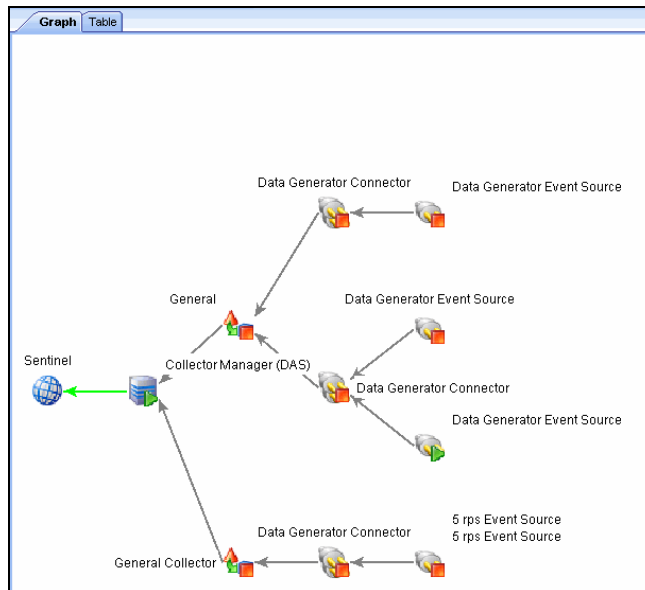 Graph
Table
Data Generator Connector
Data Generator Event Source
General
Data Generator Event Source
Sentinel
Collector Manager (DAS)
Data Generator Connector
Data Generator Event Source
5 rps Event Source
5 rps Event Source
Data Generator Connector
General Collector